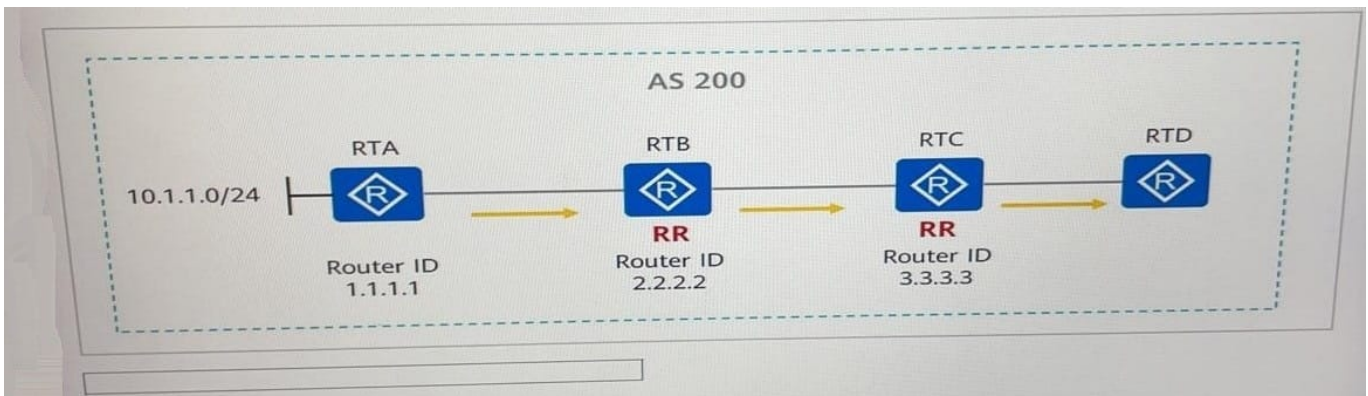 AS 200
RTA
RTB
RTC
RTD
10.1.1.0/24
R
R
R
R
RR
RR
Router ID
1.1.1.1
Router ID
2.2.2.2
Router ID
3.3.3.3